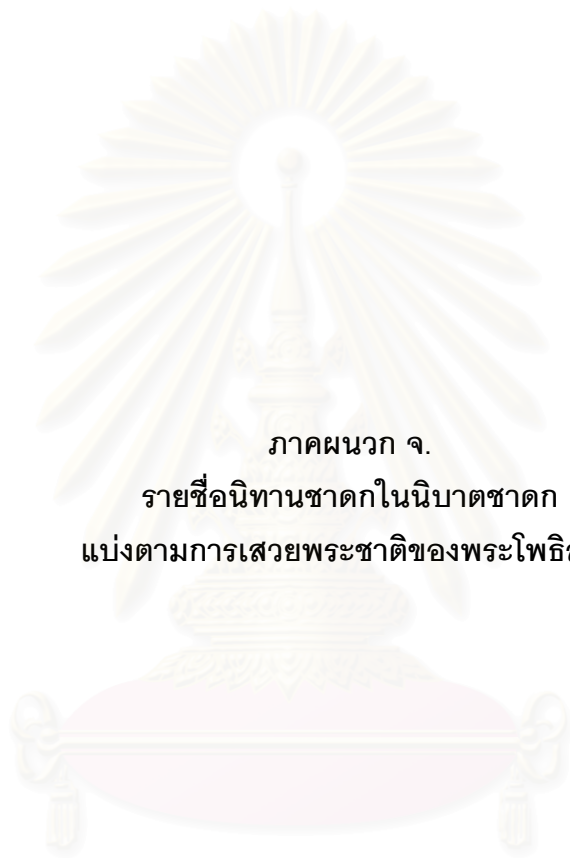 ภาคผนวก จ.
รายชื่อนิทานชาดกในนิบาตชาดก
แบ่งตามการเสวยพระชาติของพระโพธิ